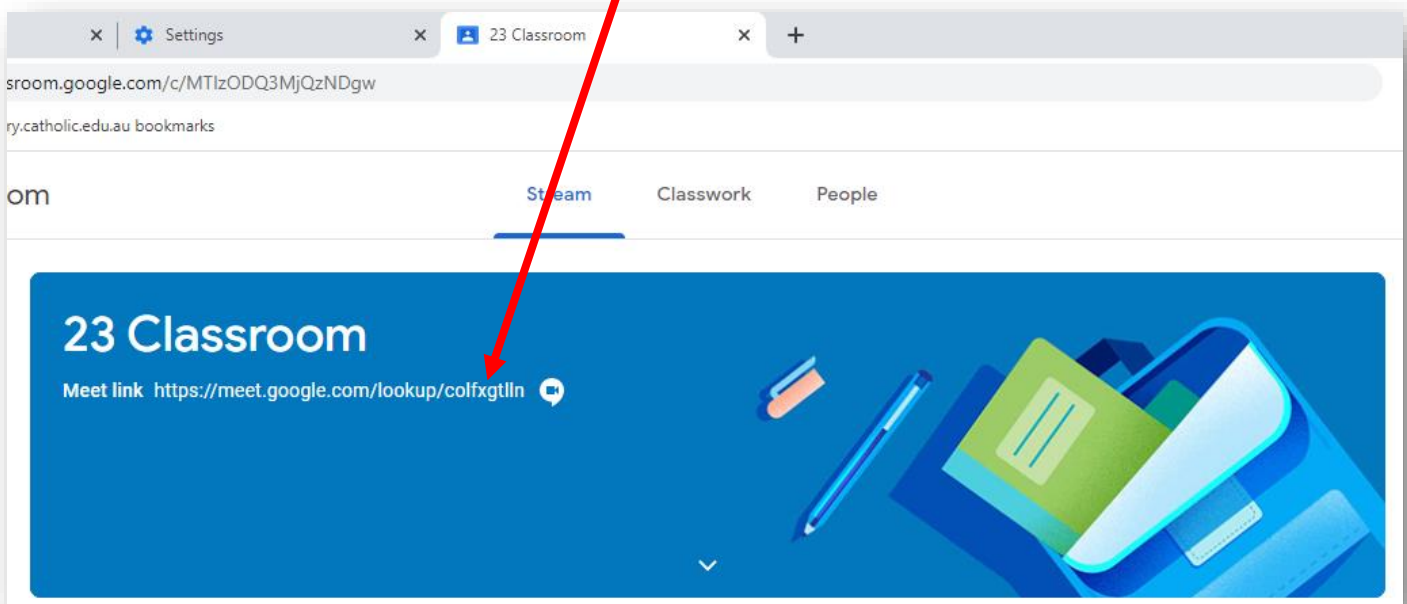 Settings 23 Classroom
sroom.google.com/c/MTIzODQ3MjQzNDgw
ry.catholic.edu.au bookmarks
om Stream Classwork People
23 Classroom
Meet link https://meet.google.com/lookup/colfxgtlln